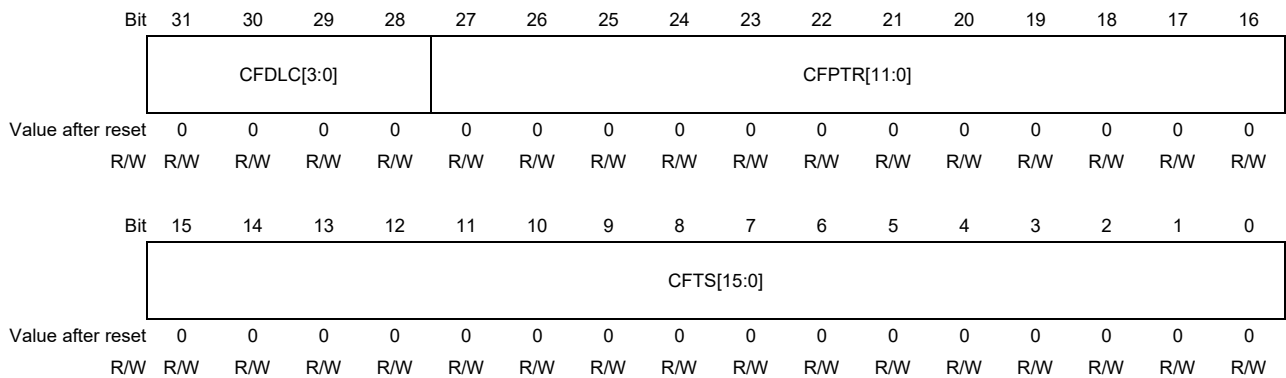 Bit 31 30 29 28 27 26 25 24 23 22 21 20 19 18 17 16
CFDLC[3:0] CFPTR[11:0]
Value after reset 0 0 0 0 0 0 0 0 0 0 0 0 0 0 0 0
R/W R/W R/W R/W R/W R/W R/W R/W R/W R/W R/W R/W R/W R/W R/W R/W R/W
Bit 15 14 13 12 11 10 9 8 7 6 5 4 3 2 1 0
CFTS[15:0]
Value after reset 0 0 0 0 0 0 0 0 0 0 0 0 0 0 0 0
R/W R/W R/W R/W R/W R/W R/W R/W R/W R/W R/W R/W R/W R/W R/W R/W R/W